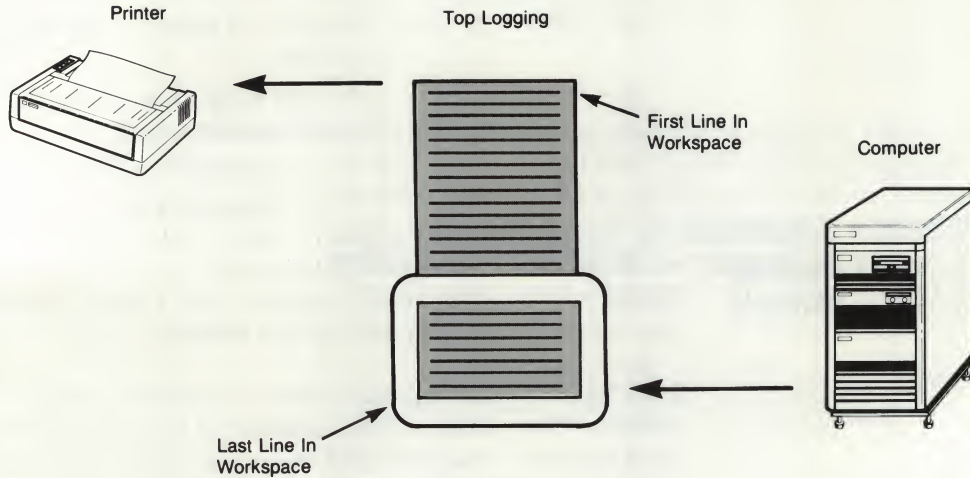 Printer
Top Logging
First Line In
Workspace
Computer
Last Line In
Workspace